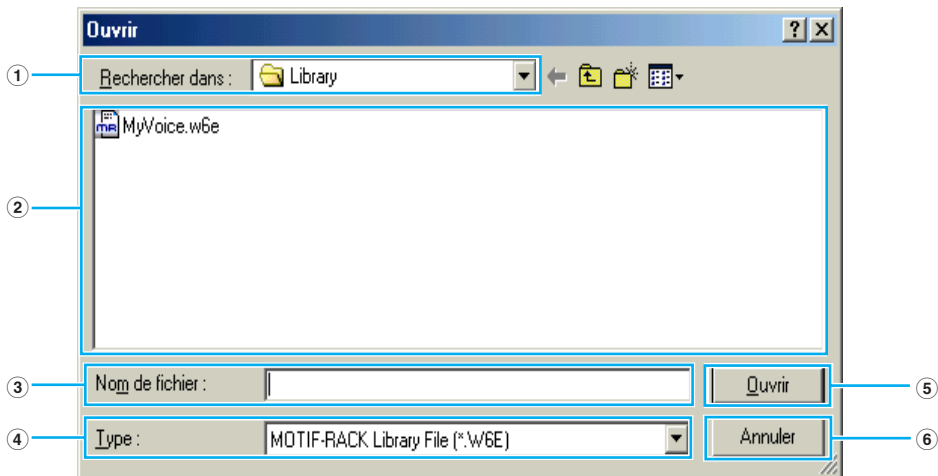 Ouvrir
① Rechercher dans : Library
② MyVoice.w6e
③ Nom de fichier : Ouvrir ⑤
④ Type : MOTIF-RACK Library File (*.W6E) Annuler ⑥